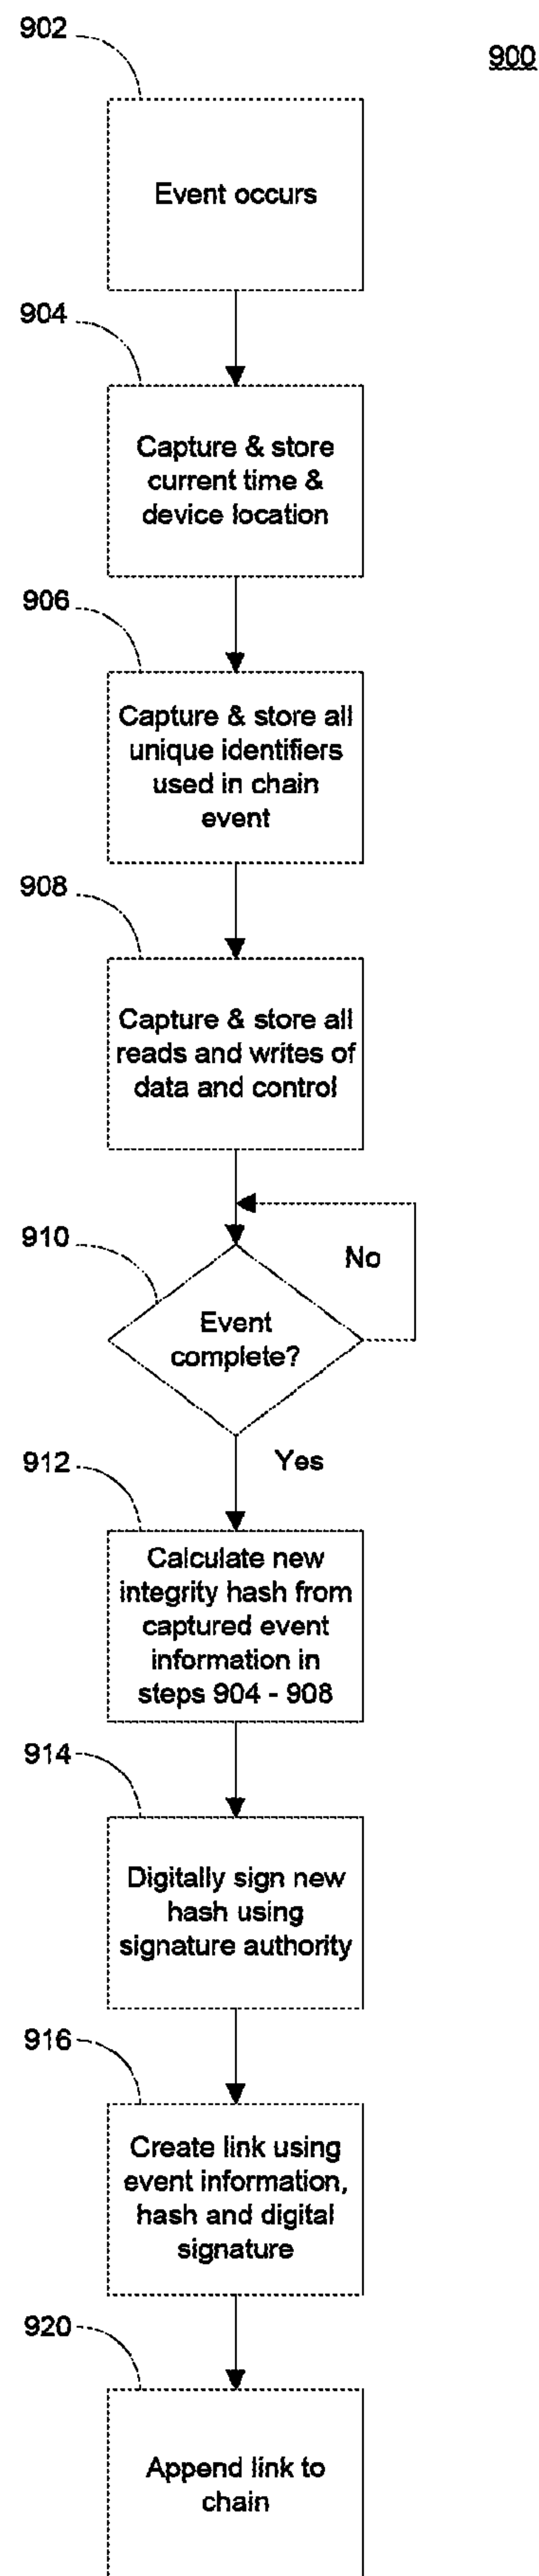 902
900
Event occurs
904
Capture & store
current time &
device location
906
Capture & store all
unique identifiers
used in chain
event
908
Capture & store all
reads and writes of
data and control
910
No
Event
complete?
Yes
912
Calculate new
integrity hash from
captured event
information in
steps 904 - 908
914
Digitally sign new
hash using
signature authority
916
Create link using
event information,
hash and digital
signature
920
Append link to
chain